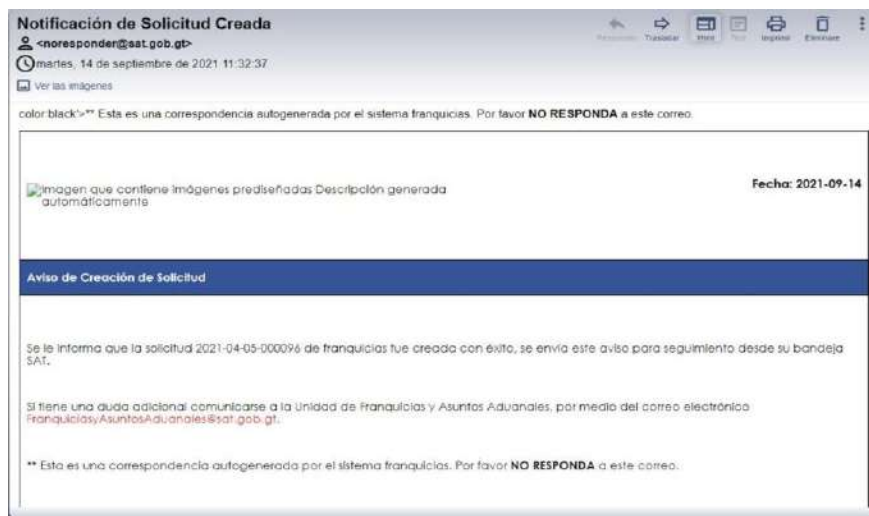 Notificación de Solicitud Creada
<noresponder@sat.gob.gt>
martes, 14 de septiembre de 2021 11:32:37
Ver las imágenes
Trasladar
Html
Imprimir
Eliminar
color:black'>** Esta es una correspondencia autogenerada por el sistema franquicias. Por favor NO RESPONDA a este correo.
Imagen que contiene imágenes prediseñadas Descripción generada
automáticamente
Fecha: 2021-09-14
Aviso de Creación de Solicitud
Se le informa que la solicitud 2021-04-05-000096 de franquicias fue creada con éxito, se envía este aviso para seguimiento desde su bandeja
SAT.
Si tiene una duda adicional comunicarse a la Unidad de Franquicias y Asuntos Aduanales, por medio del correo electrónico
FranquiciasyAsuntosAduanales@sat.gob.gt.
** Esta es una correspondencia autogenerada por el sistema franquicias. Por favor NO RESPONDA a este correo.